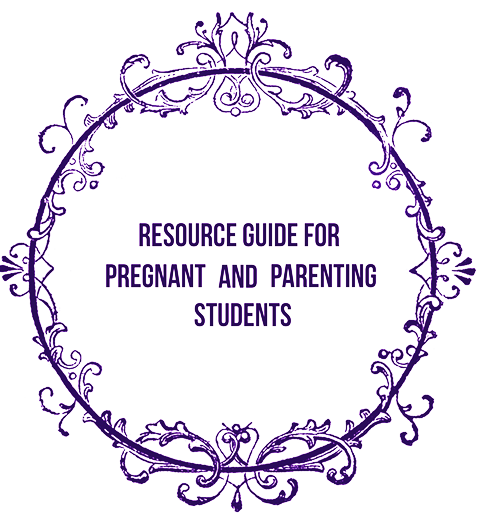 RESOURCE GUIDE FOR
PREGNANT AND PARENTING
STUDENTS